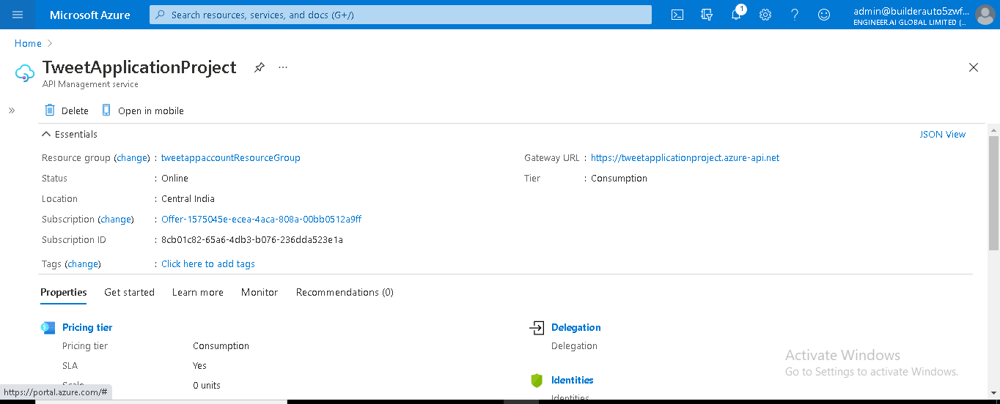 Microsoft Azure
Search resources, services, and docs (G+/)
1
admin@builderauto5zwf...
ENGINEER.AI GLOBAL LIMITED (...
Home
TweetApplicationProject
...
API Management service
Delete
Open in mobile
Essentials
JSON View
Resource group (change) : tweetappaccountResourceGroup
Gateway URL : https://tweetapplicationproject.azure-api.net
Status : Online
Tier : Consumption
Location : Central India
Subscription (change) : Offer-1575045e-ecea-4aca-808a-00bb0512a9ff
Subscription ID : 8cb01c82-65a6-4db3-b076-236dda523e1a
Tags (change) : Click here to add tags
Properties
Get started
Learn more
Monitor
Recommendations (0)
Pricing tier
Delegation
Pricing tier Consumption
Delegation
SLA Yes
Activate Windows
Go to Settings to activate Windows.
Identities
Scale 0 units
https://portal.azure.com/#
Identities